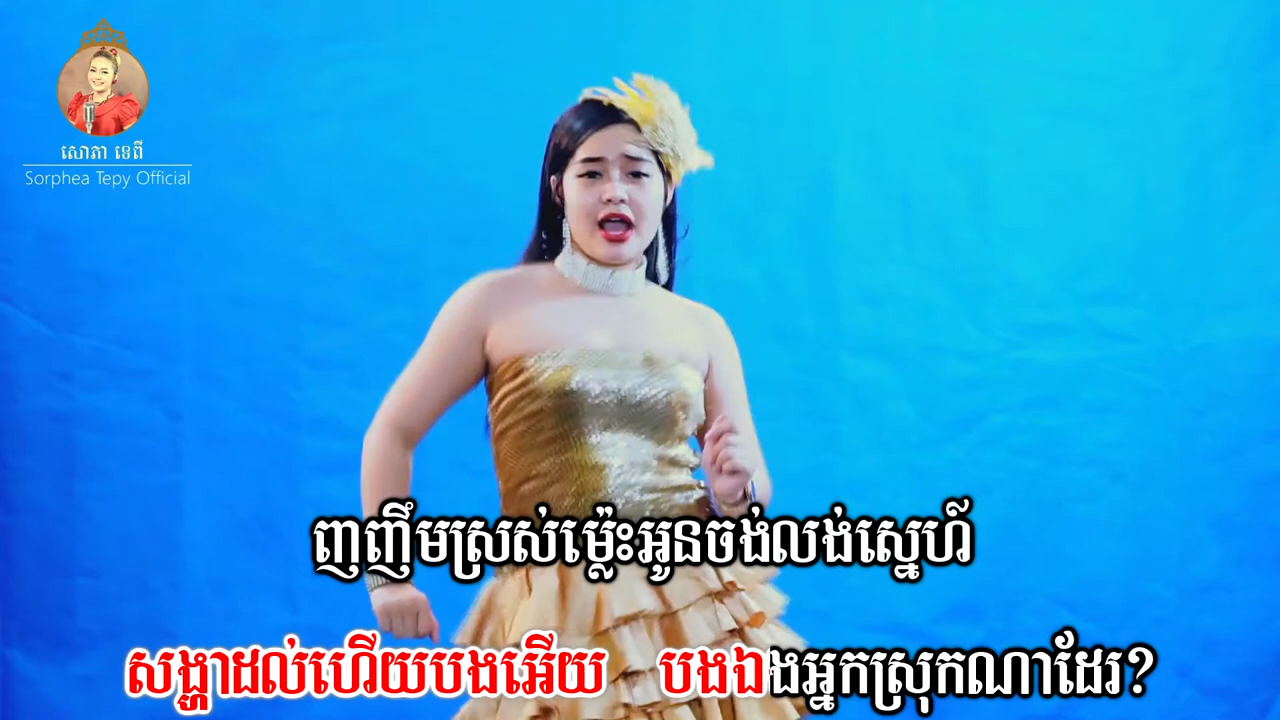 សោភា ទេពី
Sorphea Tepy Official
ញញឹមស្រស់ម្ល៉េះអូនចង់លង់ស្នេហ៍
សង្ហាដល់ហើយបងអើយ បងឯងអ្នកស្រុកណាដែរ?